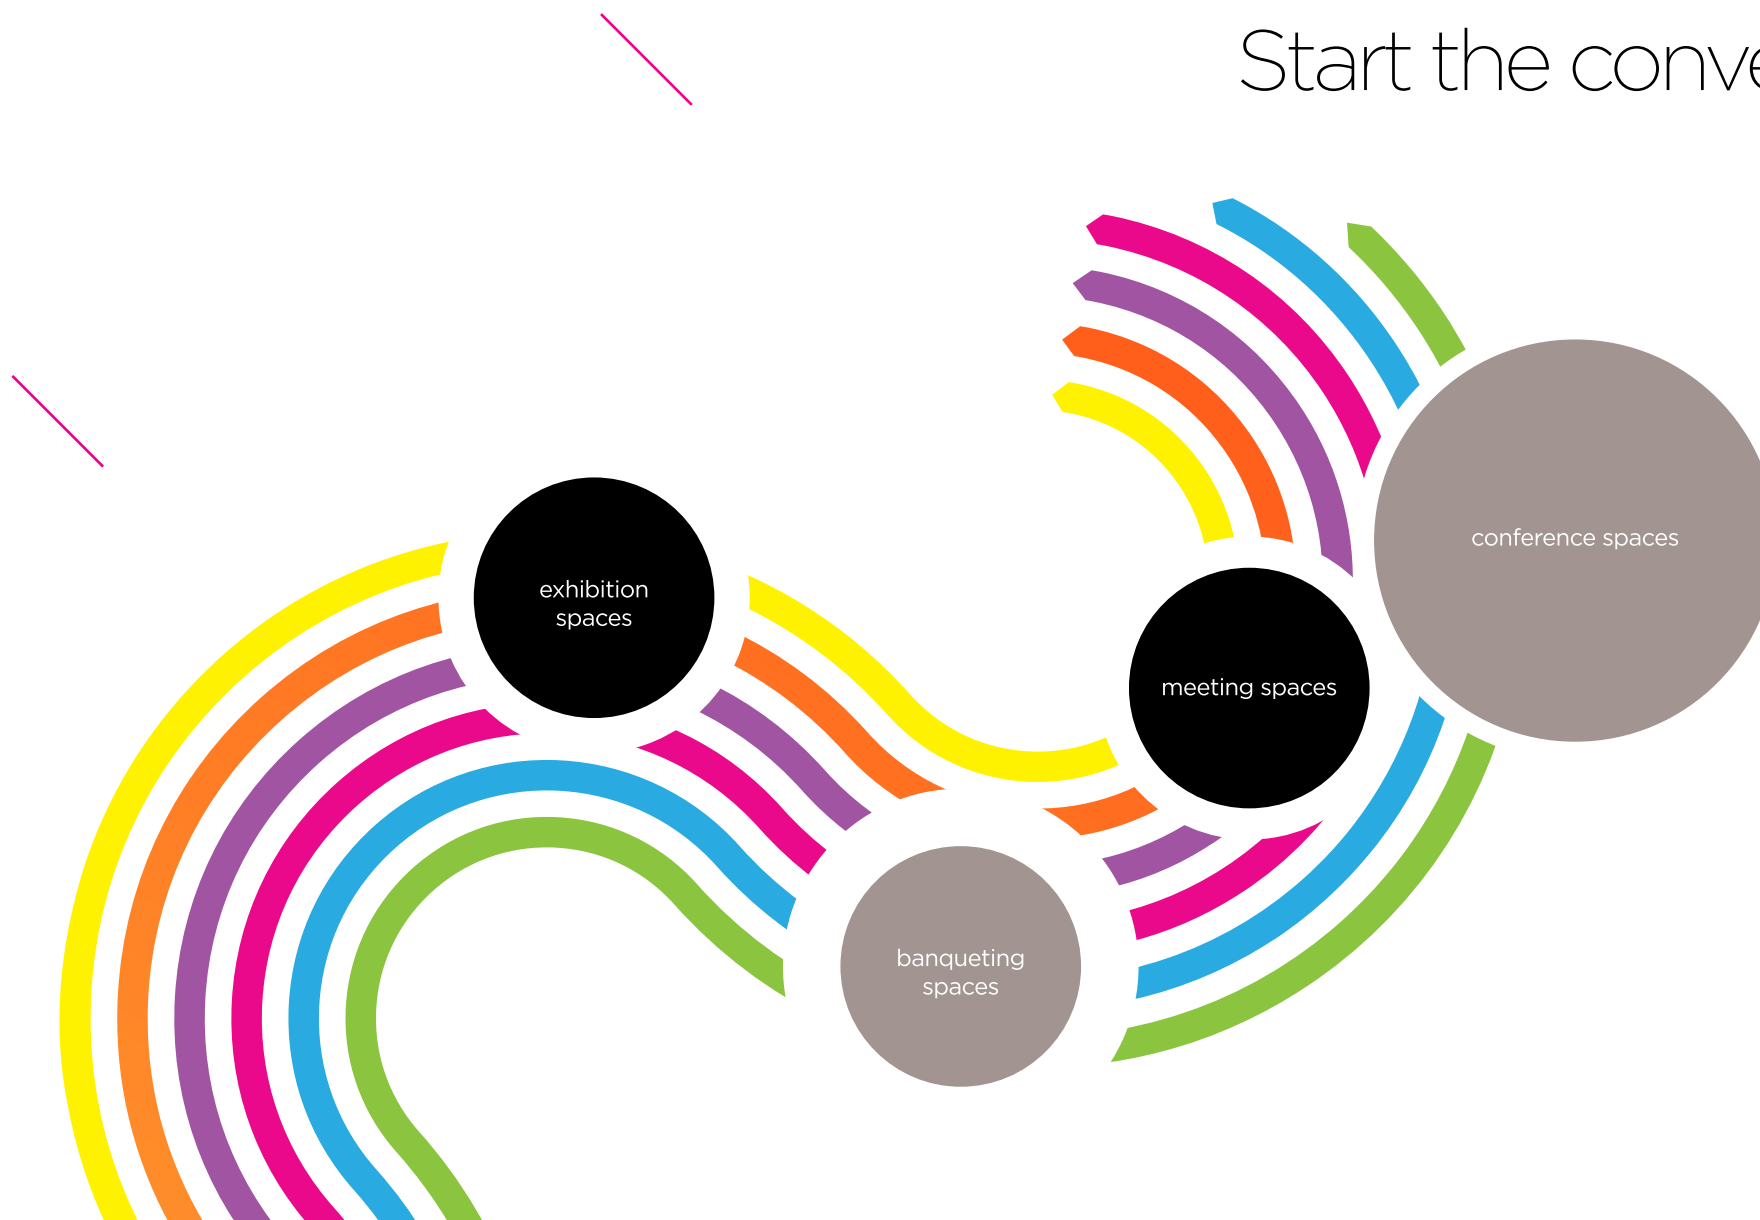 Start the conve
conference spaces
exhibition
spaces
meeting spaces
banqueting
spaces